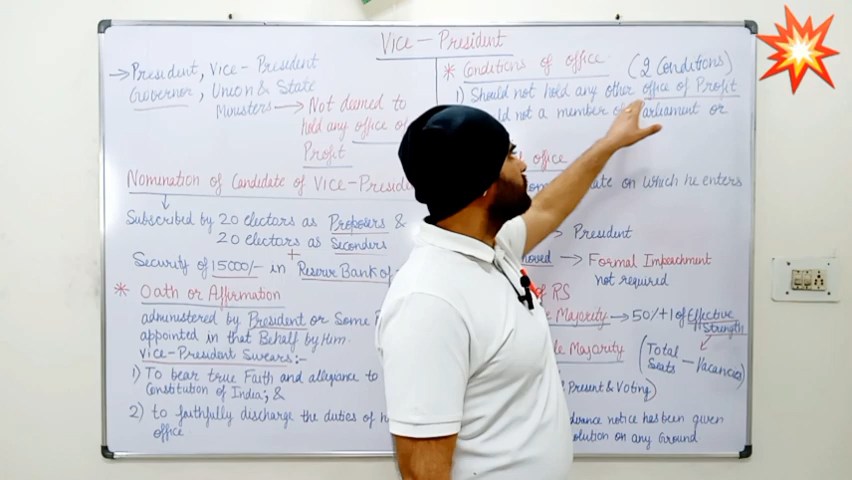 Vice - President
→ President, Vice - President
Governor, Union & State
Ministers → Not deemed to
hold any office of
Profit
Nomination of Candidate of Vice-Preside
Subscribed by 20 electors as Proposers &
20 electors as Seconders
+
Security of 15000/- in Reserve Bank of
* Oath or Affirmation
administered by President or Some
appointed in that Behalf by Him.
Vice-President Swears:-
1) To bear true Faith and allegiance to
Constitution of India; &
2) to faithfully discharge the duties of
office
* Conditions of office (2 Conditions)
1) Should not hold any other office of Profit
not a member of Parliament or
office
on which he enters
> President
→ Formal Impeachment
not required
of RS
Majority → 50%+1 of Effective
Strength
Majority (Total Seats - Vacancies)
Present & Voting)
advance notice has been given
on any Ground